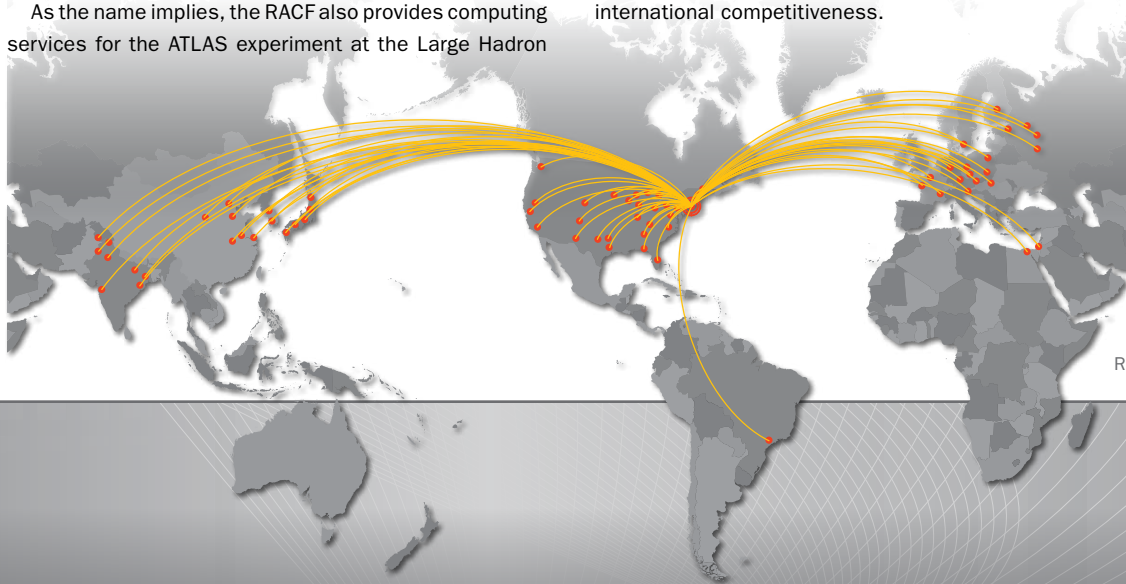 As the name implies, the RACF also provides computing
services for the ATLAS experiment at the Large Hadron
international competitiveness.
R